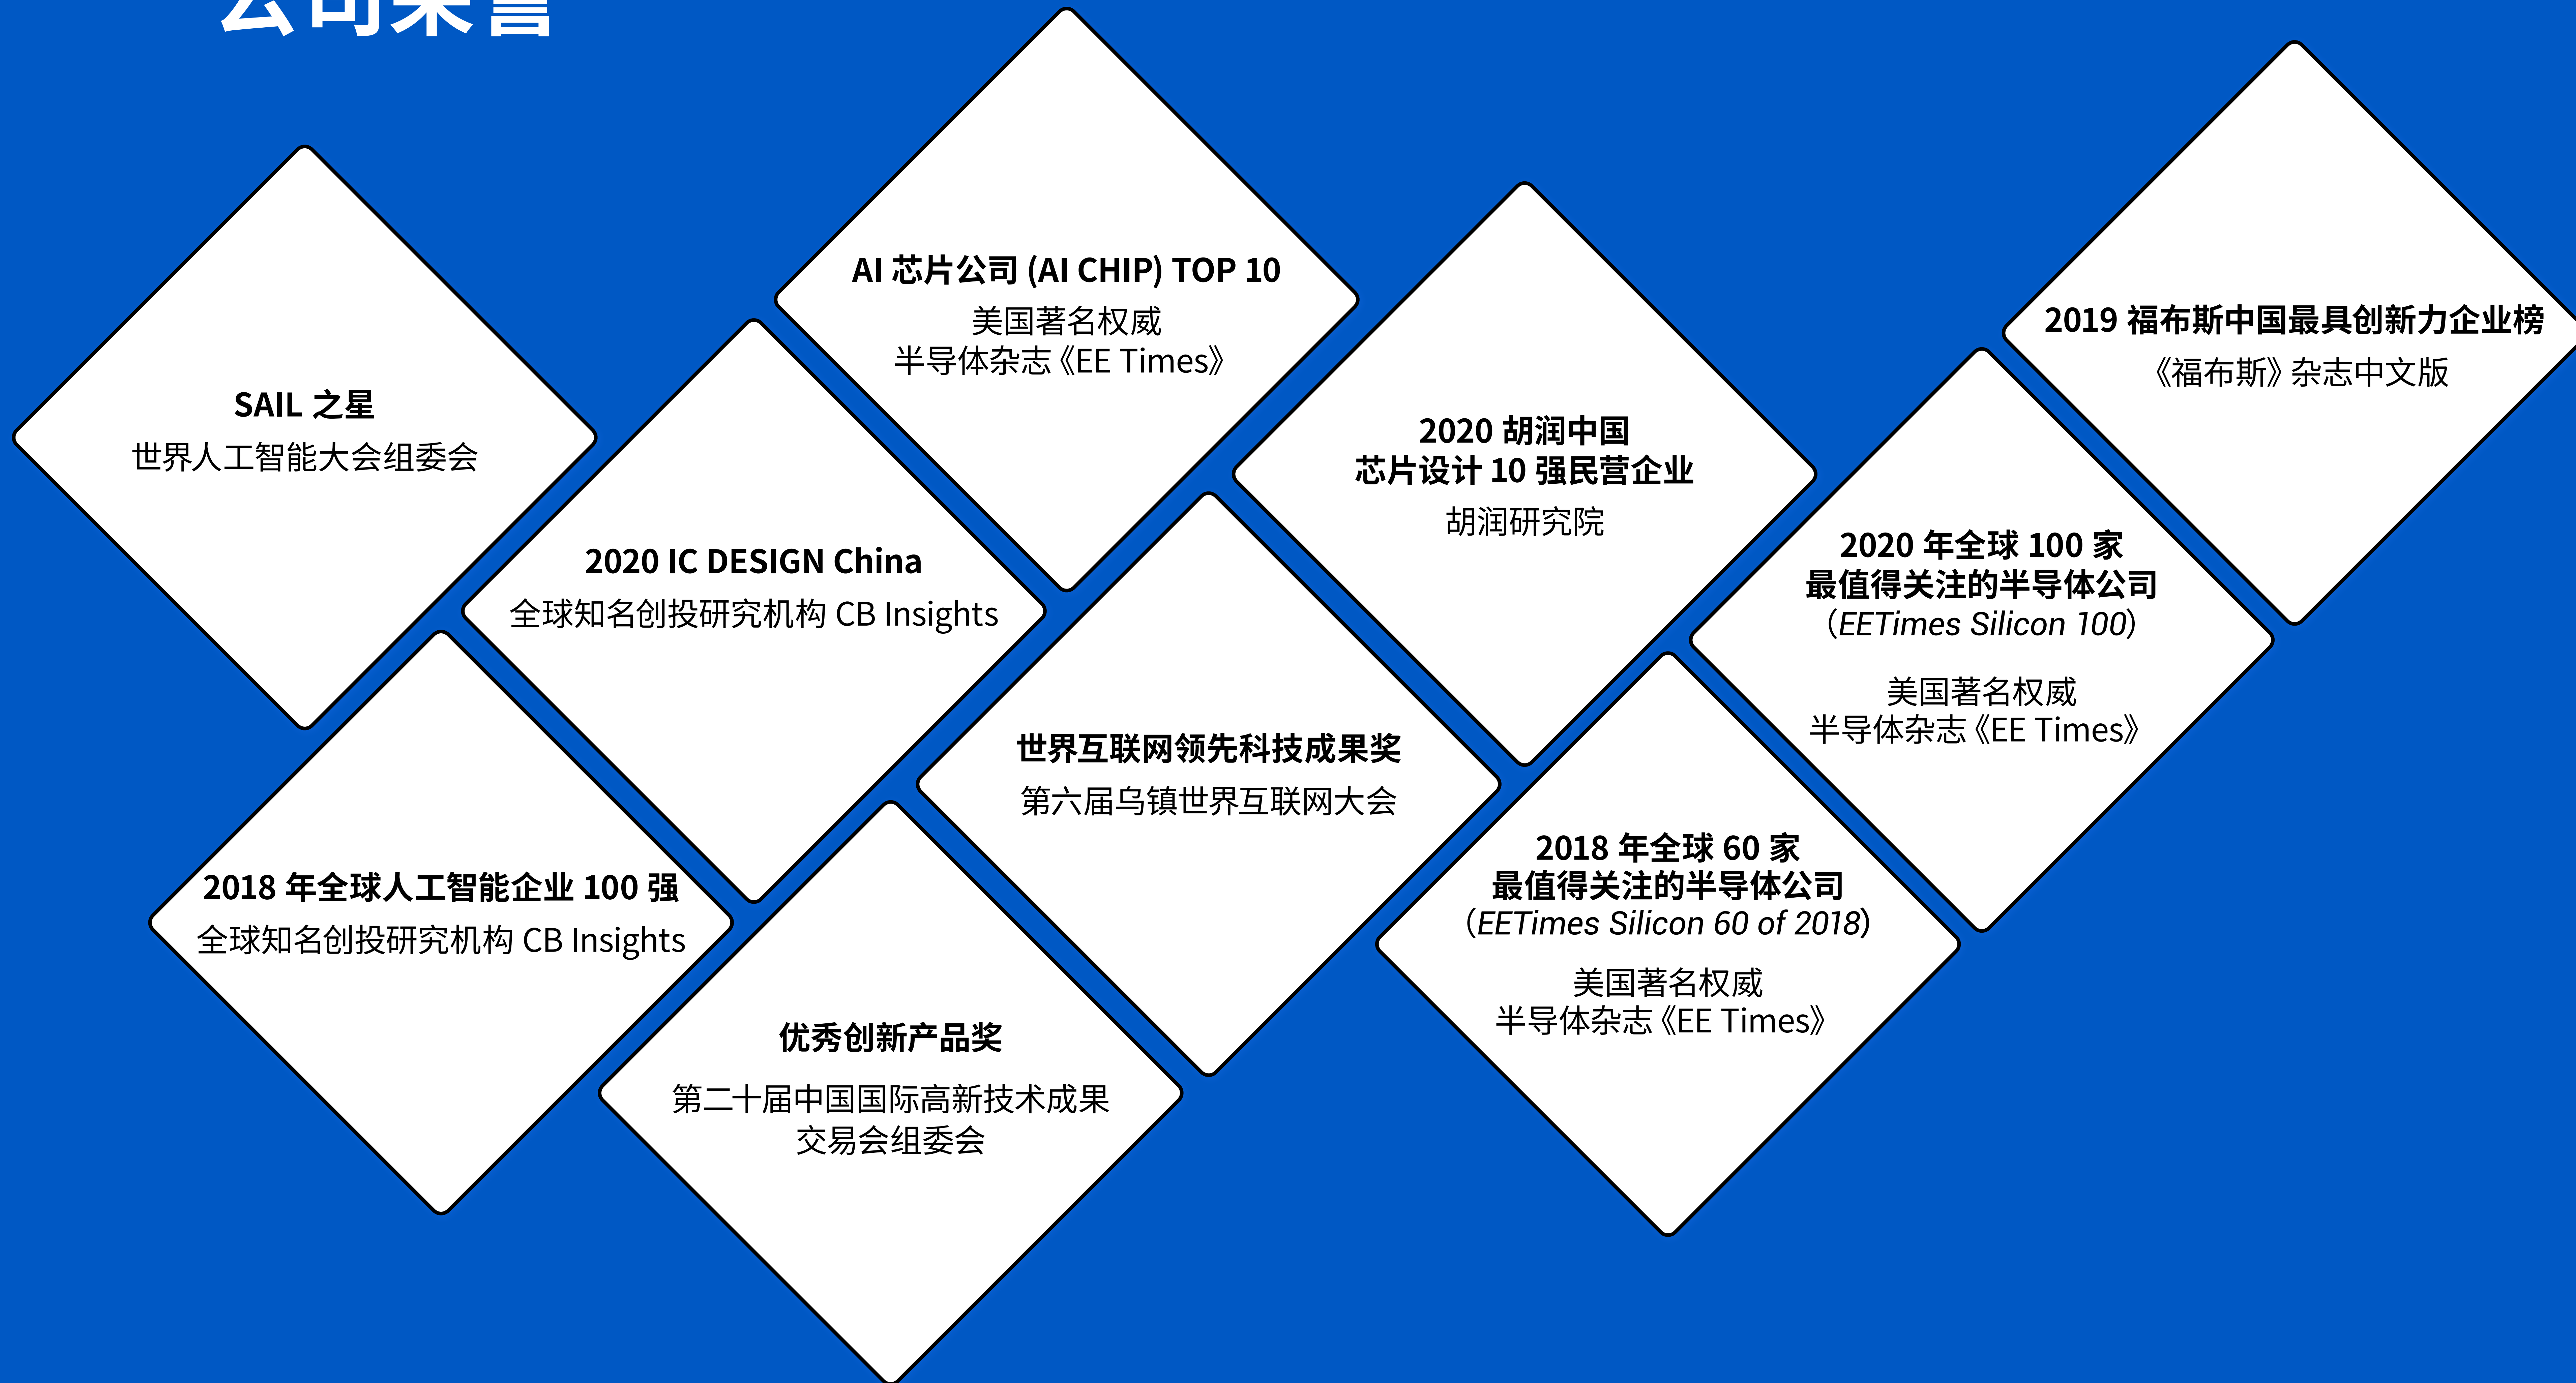 公司荣誉
SAIL 之星
世界人工智能大会组委会
AI 芯片公司 (AI CHIP) TOP 10
美国著名权威
半导体杂志《EE Times》
2019 福布斯中国最具创新力企业榜
《福布斯》杂志中文版
2020 胡润中国
芯片设计 10 强民营企业
胡润研究院
2020 IC DESIGN China
全球知名创投研究机构 CB Insights
2020 年全球 100 家
最值得关注的半导体公司
（EETimes Silicon 100）
美国著名权威
半导体杂志《EE Times》
世界互联网领先科技成果奖
第六届乌镇世界互联网大会
2018 年全球人工智能企业 100 强
全球知名创投研究机构 CB Insights
2018 年全球 60 家
最值得关注的半导体公司
（EETimes Silicon 60 of 2018）
美国著名权威
半导体杂志《EE Times》
优秀创新产品奖
第二十届中国国际高新技术成果
交易会组委会